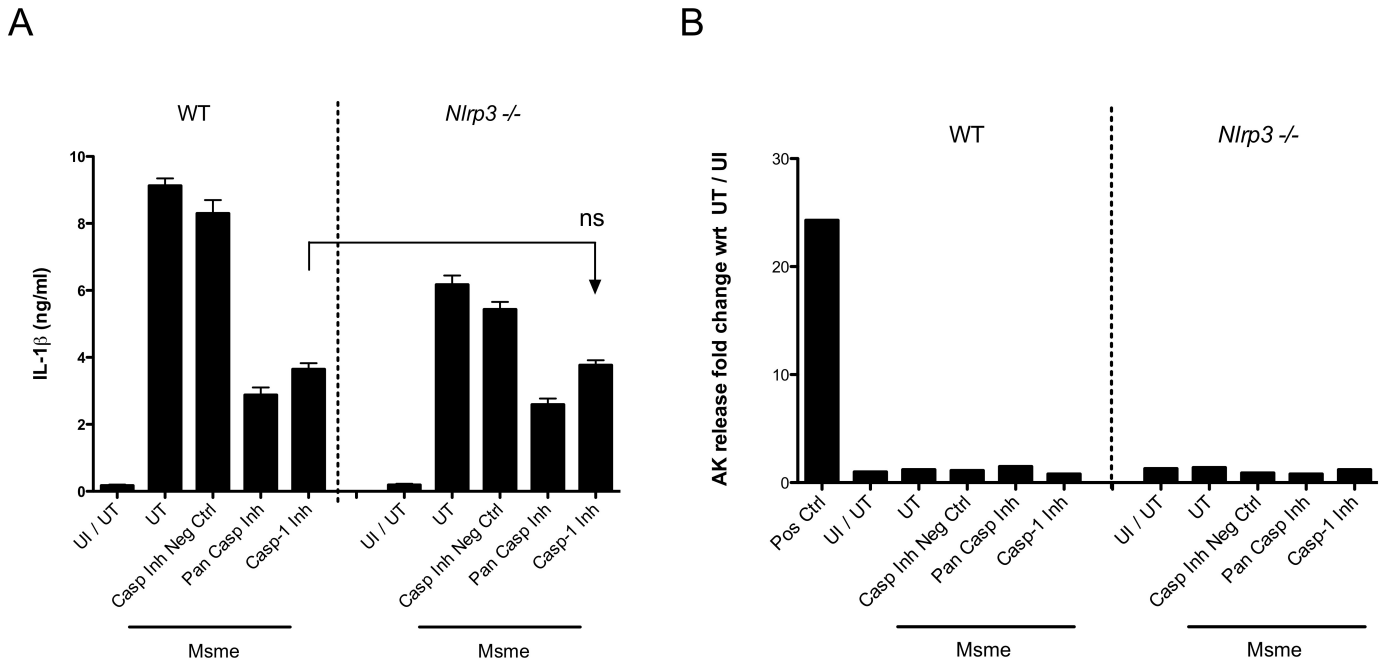 A
WT
Nlrp3 -/-
IL-1β (ng/ml)
10
8
6
4
2
0
ns
UI / UT
UT
Casp Inh Neg Ctrl
Pan Casp Inh
Casp-1 Inh
UI / UT
UT
Casp Inh Neg Ctrl
Pan Casp Inh
Casp-1 Inh
Msme
Msme
B
WT
Nlrp3 -/-
AK release fold change wrt UT / UI
30
20
10
0
Pos Ctrl
UI / UT
UT
Casp Inh Neg Ctrl
Pan Casp Inh
Casp-1 Inh
UI / UT
UT
Casp Inh Neg Ctrl
Pan Casp Inh
Casp-1 Inh
Msme
Msme